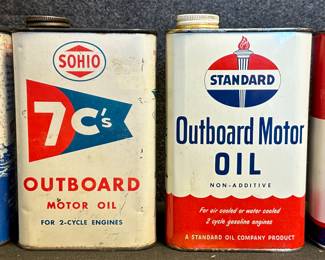 SOHIO
7C's
OUTBOARD
MOTOR OIL
FOR 2-CYCLE ENGINES
STANDARD
Outboard Motor
OIL
NON-ADDITIVE
For air cooled or water cooled
2 cycle gasoline engines
A STANDARD OIL COMPANY PRODUCT